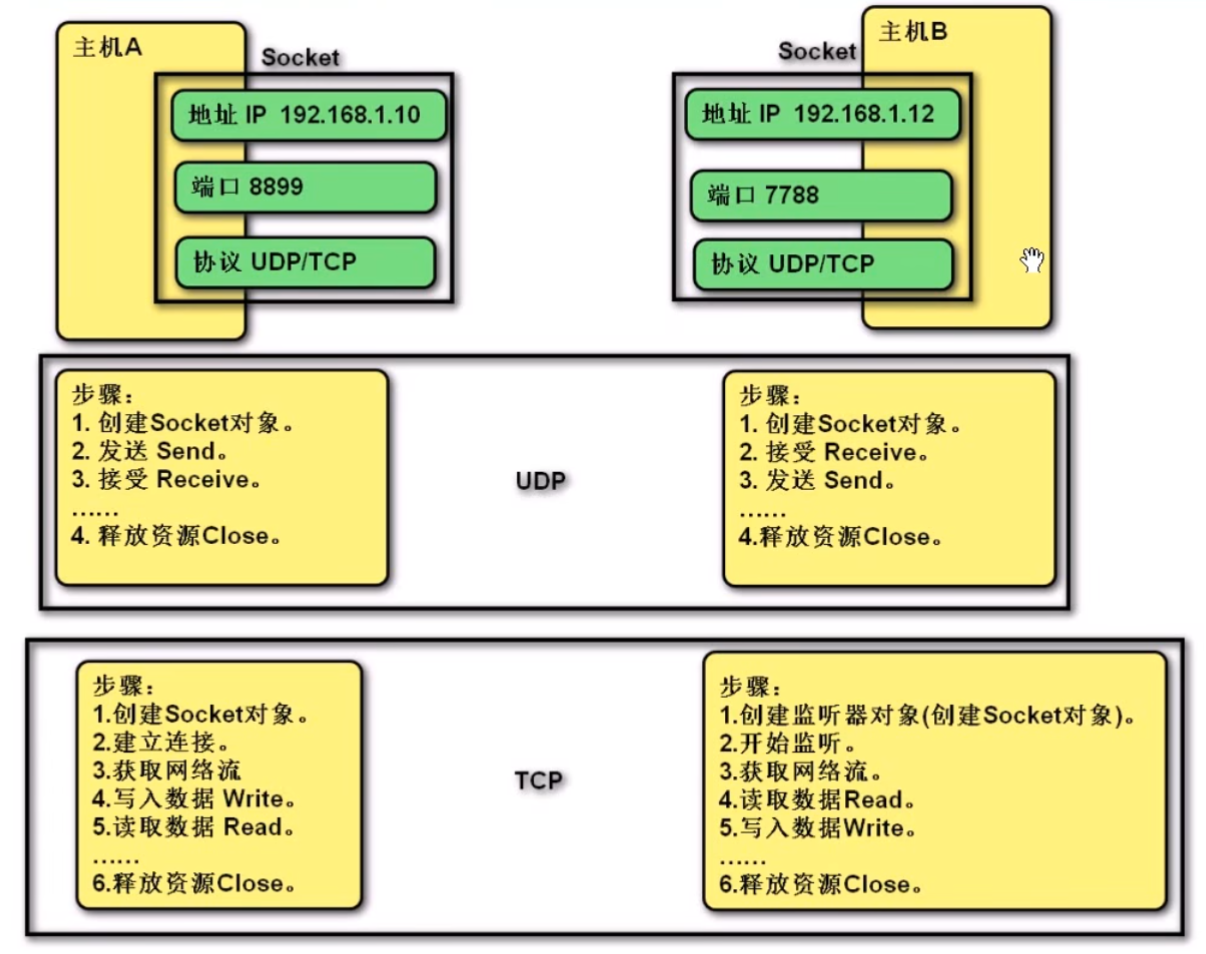 主机A
Socket
地址 IP 192.168.1.10
端口 8899
协议 UDP/TCP
Socket
主机B
地址 IP 192.168.1.12
端口 7788
协议 UDP/TCP
步骤：
1. 创建Socket对象。
2. 发送 Send。
3. 接受 Receive。
……
4. 释放资源Close。
UDP
步骤：
1. 创建Socket对象。
2. 接受 Receive。
3. 发送 Send。
……
4.释放资源Close。
步骤：
1.创建Socket对象。
2.建立连接。
3.获取网络流
4.写入数据 Write。
5.读取数据 Read。
……
6.释放资源Close。
TCP
步骤：
1.创建监听器对象(创建Socket对象)。
2.开始监听。
3.获取网络流。
4.读取数据Read。
5.写入数据Write。
……
6.释放资源Close。